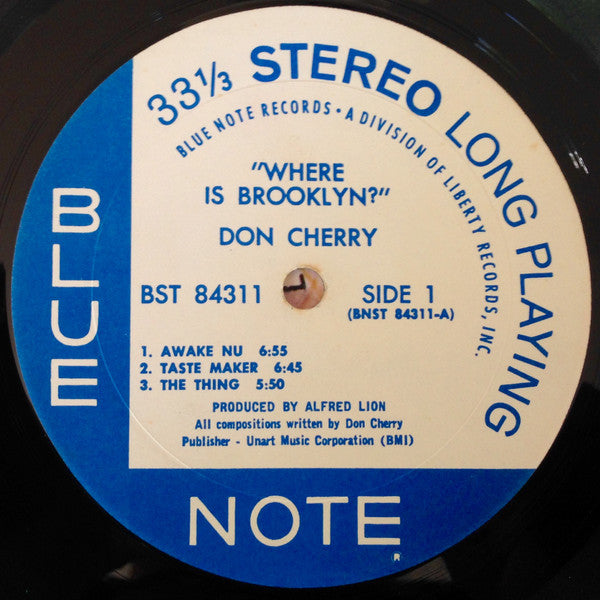 33⅓ STEREO LONG PLAYING
BLUE NOTE RECORDS • A DIVISION OF LIBERTY RECORDS, INC.
"WHERE
IS BROOKLYN?"
DON CHERRY
BST 84311
SIDE 1
(BNST 84311-A)
1. AWAKE NU 6:55
2. TASTE MAKER 6:45
3. THE THING 5:50
PRODUCED BY ALFRED LION
All compositions written by Don Cherry
Publisher - Unart Music Corporation (BMI)
BLUE
NOTE
R